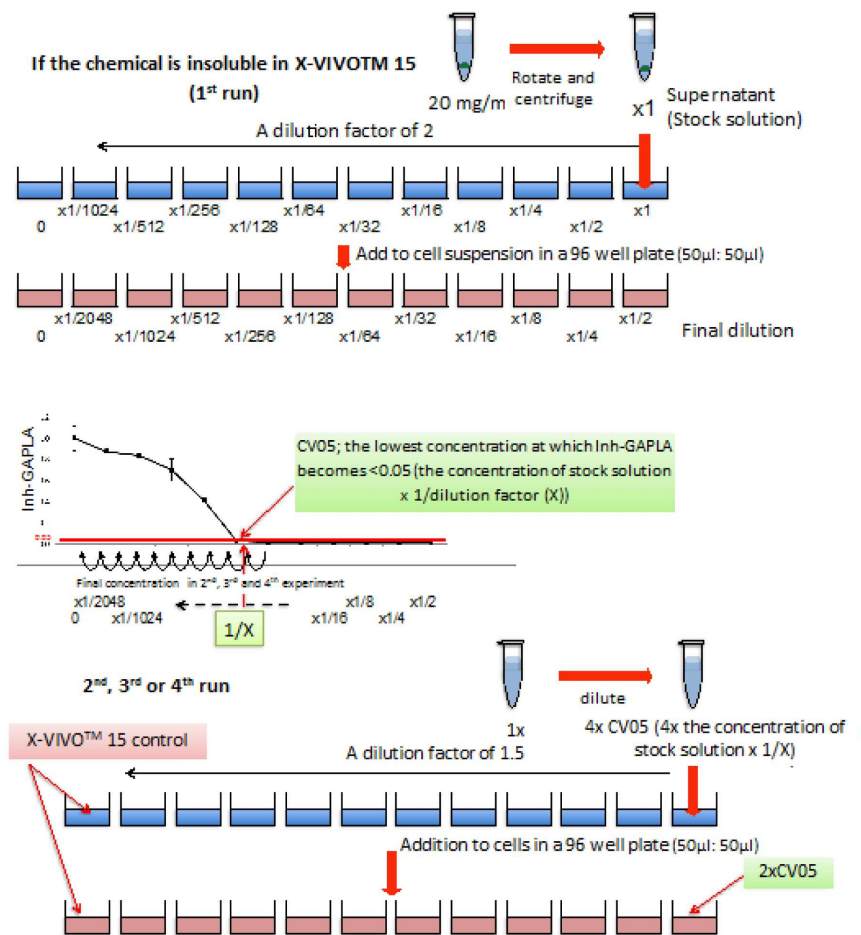 If the chemical is insoluble in X-VIVOTM 15
(1st run)
20 mg/m
Rotate and
centrifuge
x1
Supernatant
(Stock solution)
A dilution factor of 2
x1/1024 x1/256 x1/64 x1/16 x1/4 x1
0 x1/512 x1/128 x1/32 x1/8 x1/2
Add to cell suspension in a 96 well plate (50µl: 50µl)
x1/2048 x1/512 x1/128 x1/32 x1/8 x1/2
0 x1/1024 x1/256 x1/64 x1/16 x1/4
Final dilution
Inh-GAPLA
CV05; the lowest concentration at which Inh-GAPLA
becomes <0.05 (the concentration of stock solution
x 1/dilution factor (X))
Final concentration in 2nd, 3rd and 4th experiment
x1/2048 x1/8 x1/2
0 x1/1024 x1/16 x1/4
1/X
2nd, 3rd or 4th run
1x
dilute
4x CV05 (4x the concentration of
stock solution x 1/X)
X-VIVO™ 15 control
A dilution factor of 1.5
Addition to cells in a 96 well plate (50µl: 50µl)
2xCV05